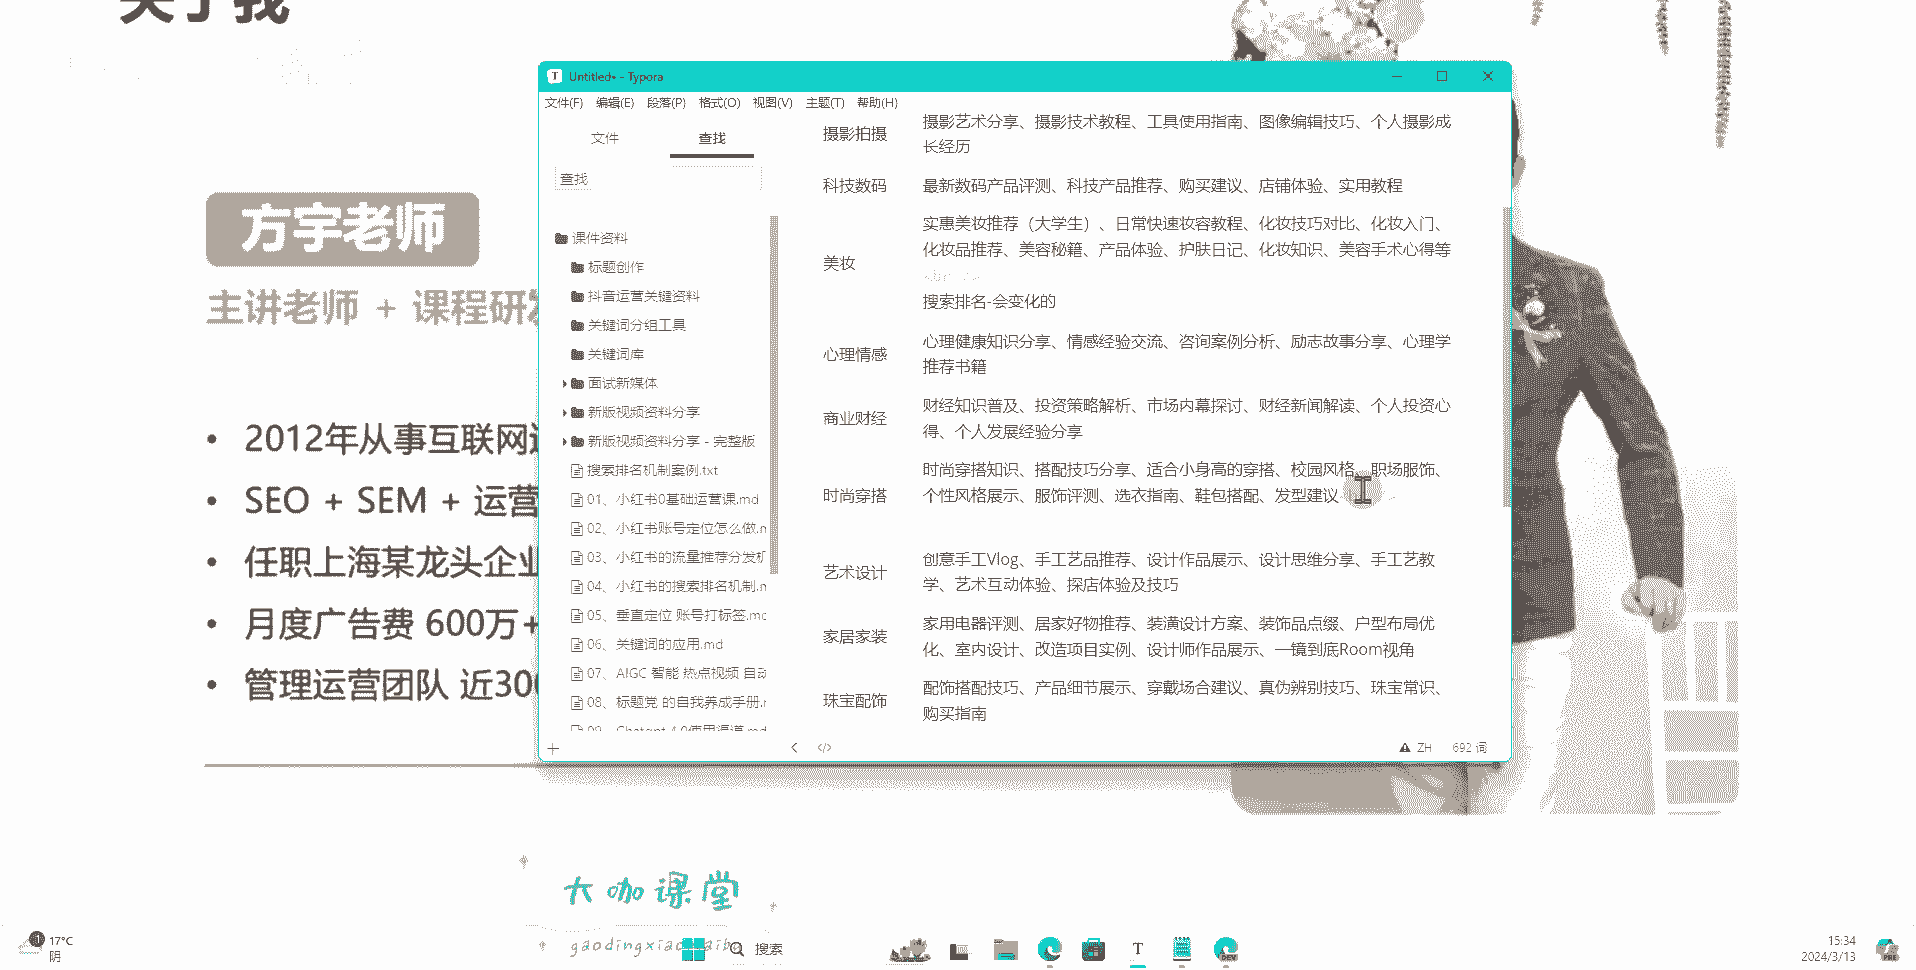 关于我
方宇老师
主讲老师 + 课程研发
2012年从事互联网运
SEO + SEM + 运营
任职上海某龙头企业
月度广告费 600万+
管理运营团队 近300
Untitled• - Typora
文件(F) 编辑(E) 段落(P) 格式(O) 视图(V) 主题(T) 帮助(H)
文件 查找
查找
课件资料
标题创作
抖音运营关键资料
关键词分组工具
关键词库
面试新媒体
新版视频资料分享
新版视频资料分享 - 完整版
搜索排名机制案例.txt
01、小红书0基础运营课.md
02、小红书账号定位怎么做.m
03、小红书的流量推荐分发机
04、小红书的搜索排名机制.m
05、垂直定位 账号打标签.mc
06、关键词的应用.md
07、AIGC 智能 热点视频 自动
08、标题党 的自我养成手册.r
09、Chatgpt 4.0使用渠道.md
摄影拍摄
摄影艺术分享、摄影技术教程、工具使用指南、图像编辑技巧、个人摄影成
长经历
科技数码
最新数码产品评测、科技产品推荐、购买建议、店铺体验、实用教程
美妆
实惠美妆推荐（大学生）、日常快速妆容教程、化妆技巧对比、化妆入门、
化妆品推荐、美容秘籍、产品体验、护肤日记、化妆知识、美容手术心得等
搜索排名-会变化的
心理情感
心理健康知识分享、情感经验交流、咨询案例分析、励志故事分享、心理学
推荐书籍
商业财经
财经知识普及、投资策略解析、市场内幕探讨、财经新闻解读、个人投资心
得、个人发展经验分享
时尚穿搭
时尚穿搭知识、搭配技巧分享、适合小身高的穿搭、校园风格、职场服饰、
个性风格展示、服饰评测、选衣指南、鞋包搭配、发型建议
艺术设计
创意手工Vlog、手工艺品推荐、设计作品展示、设计思维分享、手工艺教
学、艺术互动体验、探店体验及技巧
家居家装
家用电器评测、居家好物推荐、装潢设计方案、装饰品点缀、户型布局优
化、室内设计、改造项目实例、设计师作品展示、一镜到底Room视角
珠宝配饰
配饰搭配技巧、产品细节展示、穿戴场合建议、真伪辨别技巧、珠宝常识、
购买指南
ZH 692 词
大咖课堂
gaodingxiao
17°C
阴
搜索
15:34
2024/3/13